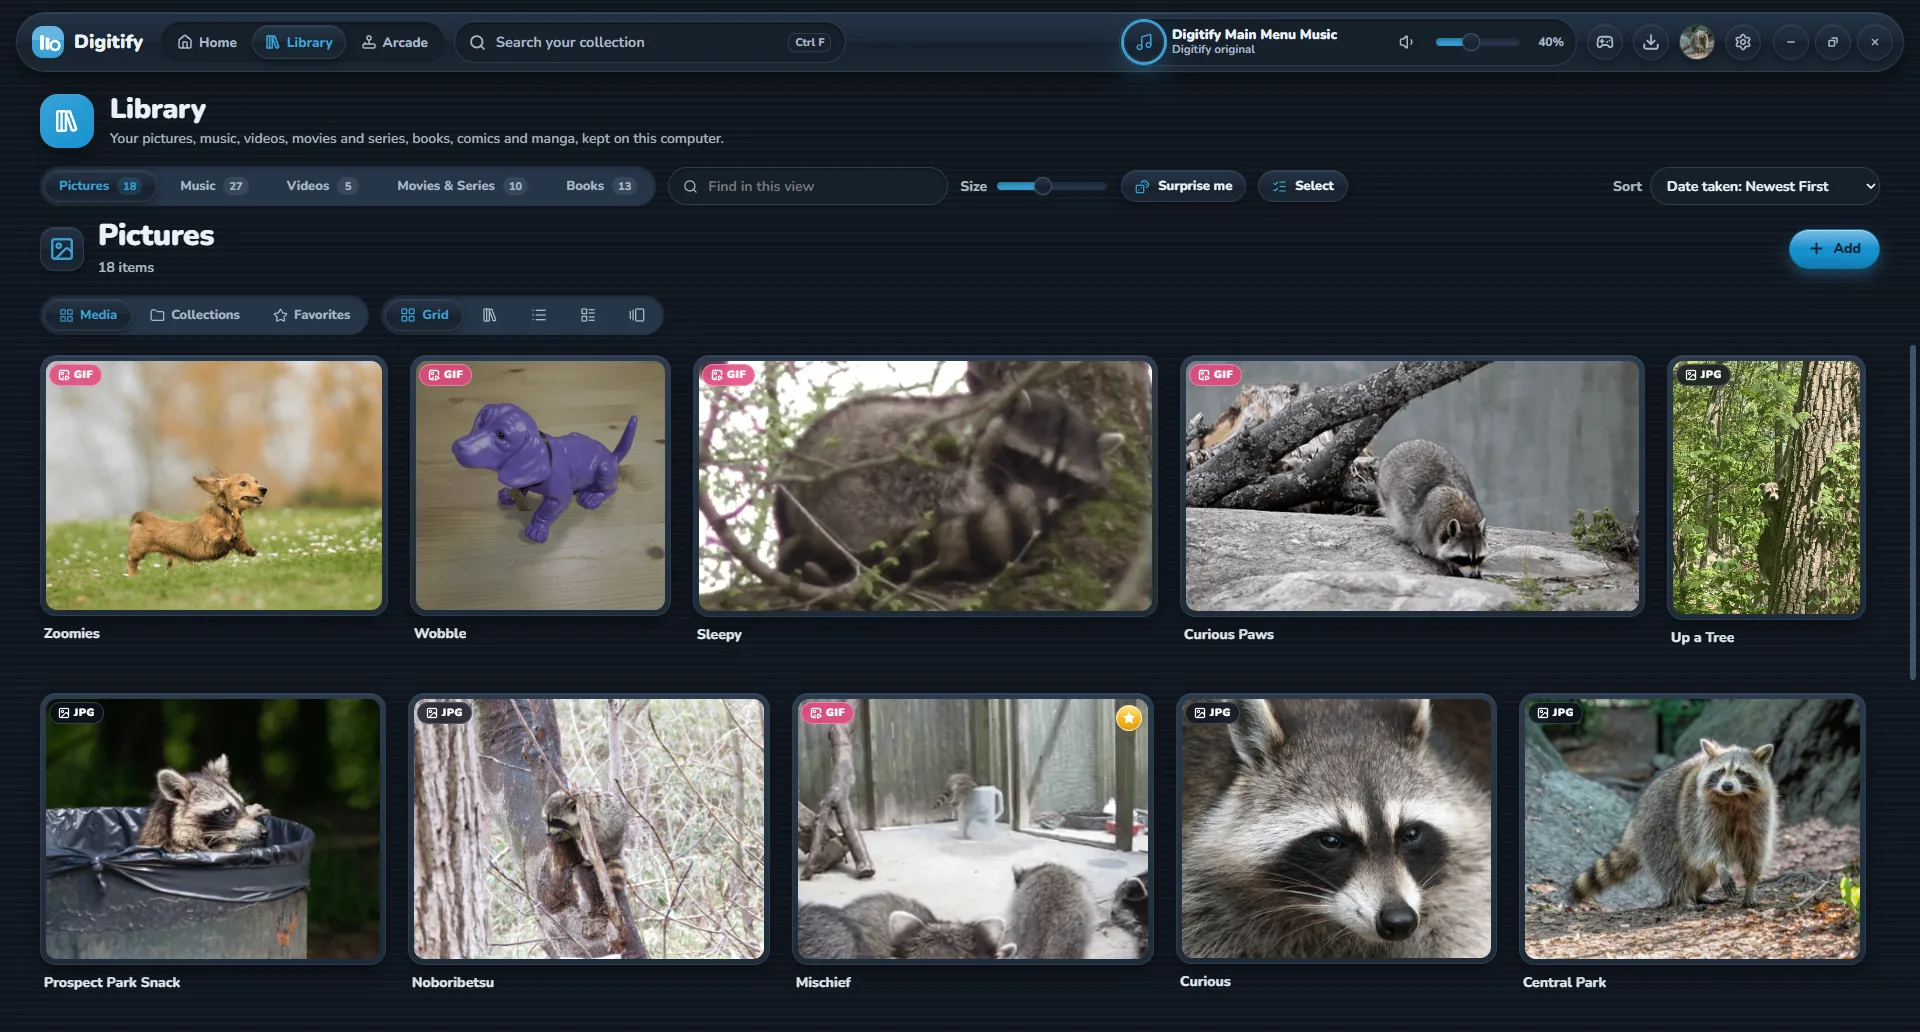 Digitify
Home
Library
Arcade
Search your collection
Ctrl F
Digitify Main Menu Music
Digitify original
40%
Library
Your pictures, music, videos, movies and series, books, comics and manga, kept on this computer.
Pictures 18
Music 27
Videos 5
Movies & Series 10
Books 13
Find in this view
Size
Surprise me
Select
Sort
Date taken: Newest First
Pictures
18 items
Add
Media
Collections
Favorites
Grid
GIF
GIF
GIF
GIF
JPG
Zoomies
Wobble
Sleepy
Curious Paws
Up a Tree
JPG
JPG
GIF
JPG
JPG
Prospect Park Snack
Noboribetsu
Mischief
Curious
Central Park